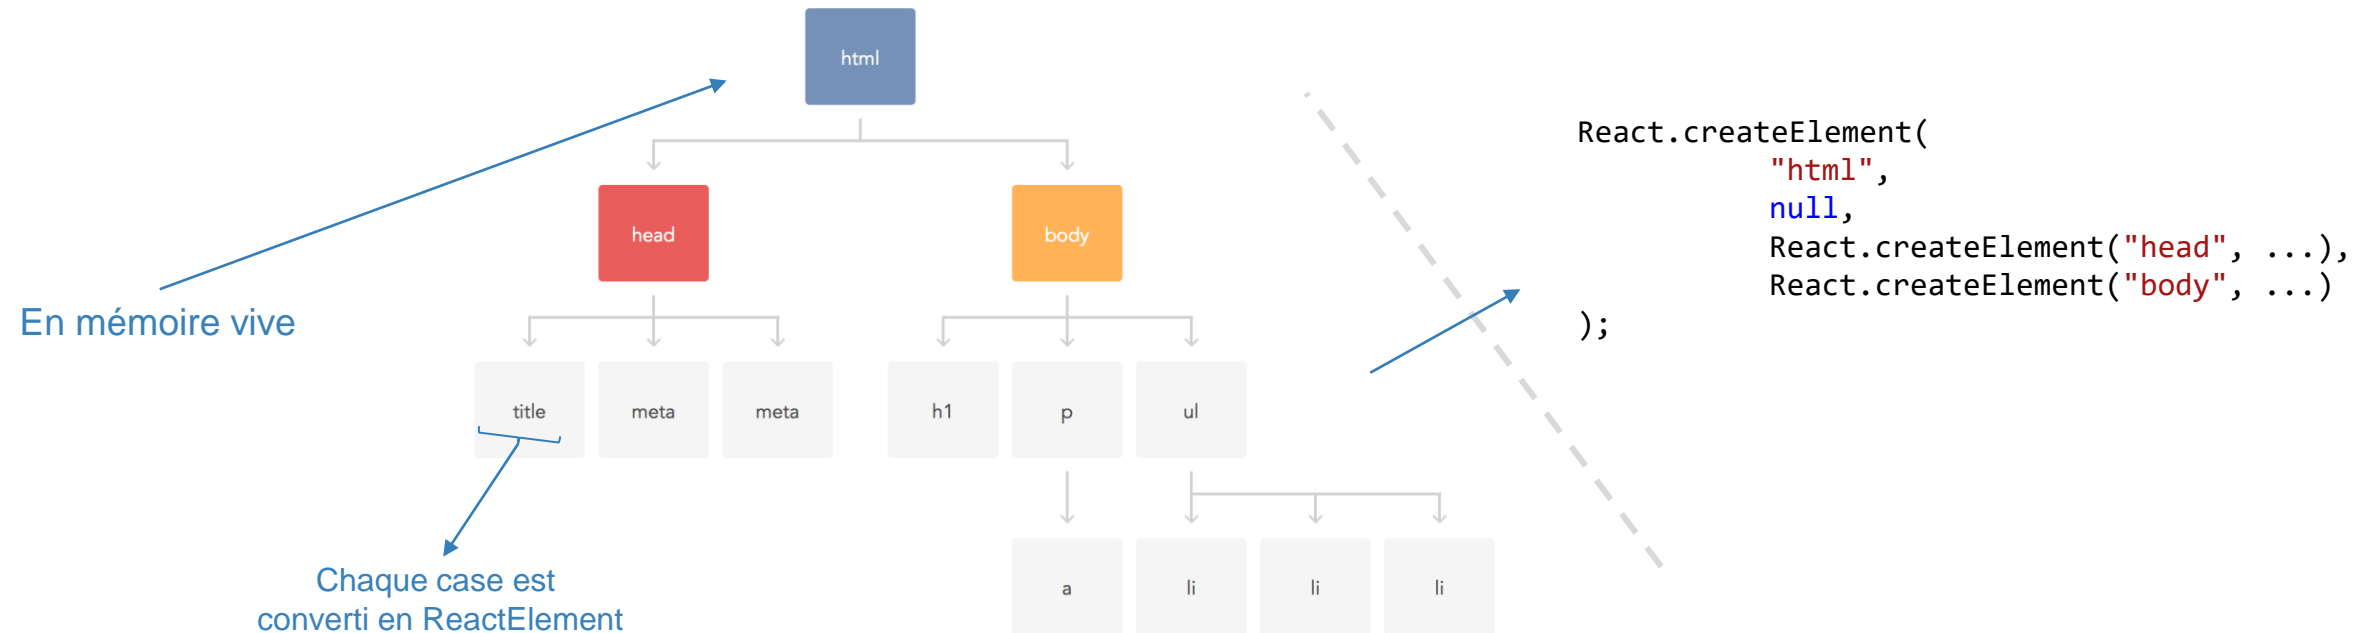 html
React.createElement(
"html",
null,
React.createElement("head", ...),
React.createElement("body", ...)
);
head
body
En mémoire vive
title
meta
meta
h1
p
ul
Chaque case est
converti en ReactElement
a
li
li
li